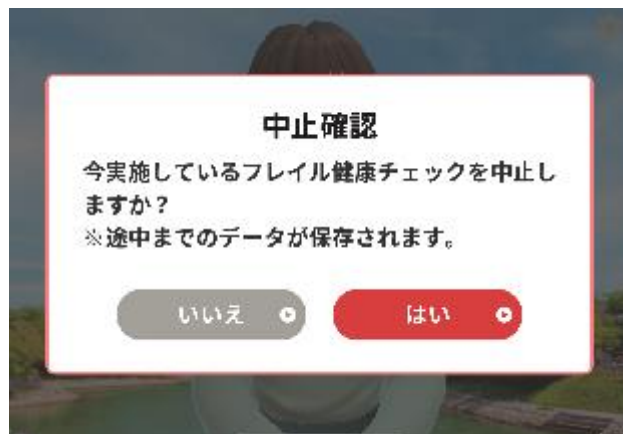 中止確認
今実施しているフレイル健康チェックを中止し
ますか？
※途中までのデータが保存されます。
いいえ
はい